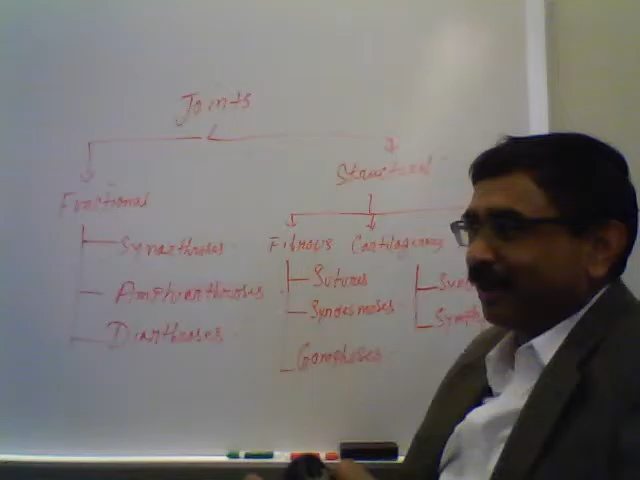 Joints
Structural
Functional
Fibrous Cartilaginous
Synarthroses
Sutures
Amphiarthroses
Syndesmoses
Diarthroses
Gomphoses